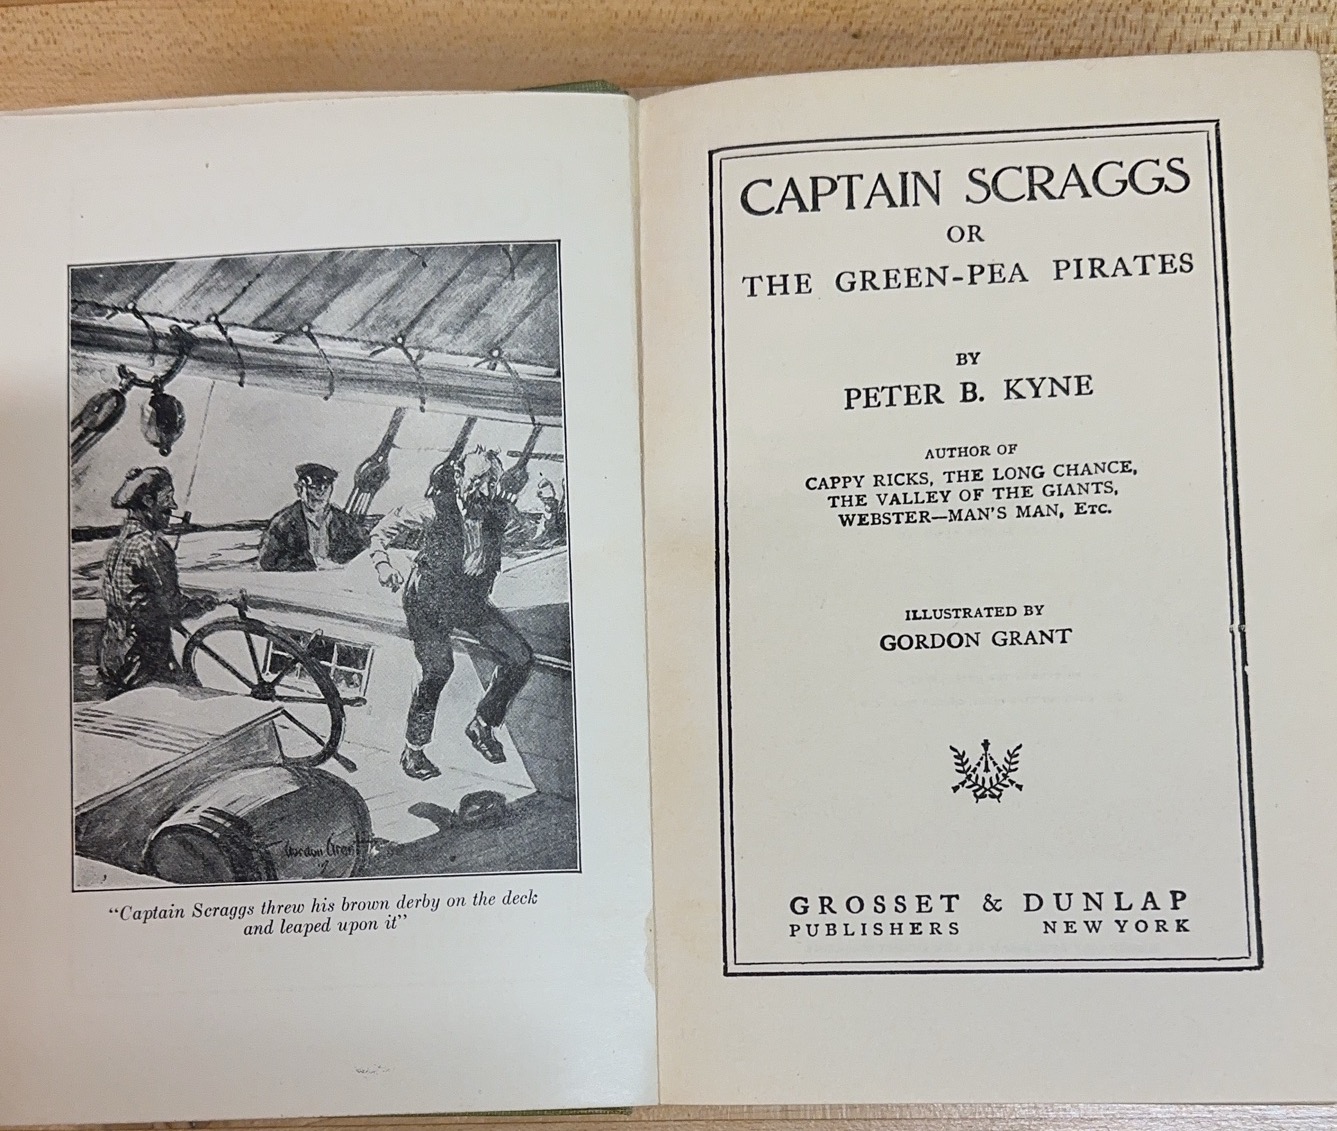 Gordon Grant
"Captain Scraggs threw his brown derby on the deck
and leaped upon it"
CAPTAIN SCRAGGS
OR
THE GREEN-PEA PIRATES
BY
PETER B. KYNE
AUTHOR OF
CAPPY RICKS, THE LONG CHANCE,
THE VALLEY OF THE GIANTS,
WEBSTER—MAN'S MAN, ETC.
ILLUSTRATED BY
GORDON GRANT
GROSSET & DUNLAP
PUBLISHERS NEW YORK